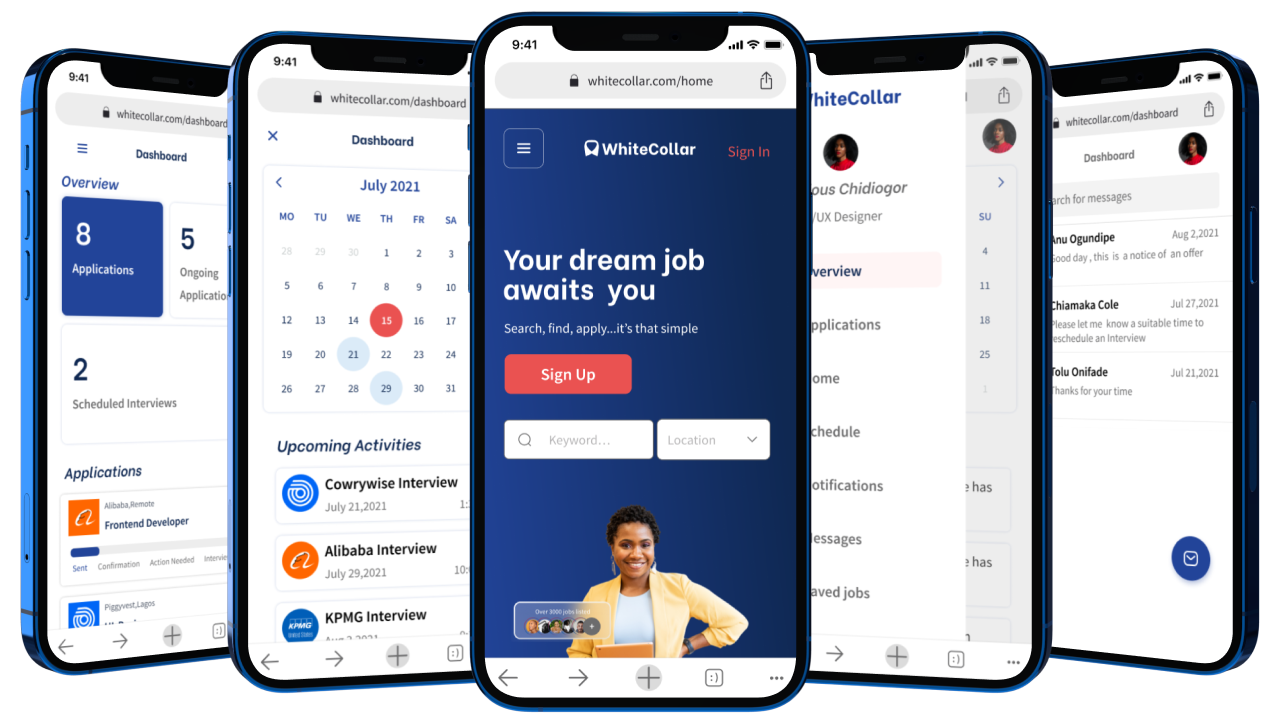 9:41
whitecollar.com/dashboard
Dashboard
Overview
8
Applications
5
Ongoing
2
Scheduled Interviews
Applications
Alibaba,Remote
Frontend Developer
Sent Confirmation Action Needed
Piggyvest,Lagos
9:41
whitecollar.com/dashboard
Dashboard
July 2021
MO TU WE TH FR SA
28 29 30 1 2 3
5 6 7 8 9 10
12 13 14 15 16 17
19 20 21 22 23 24
26 27 28 29 30 31
Upcoming Activities
Cowrywise Interview
July 21,2021
Alibaba Interview
July 29,2021
KPMG
KPMG Interview
9:41
whitecollar.com/home
WhiteCollar
Sign In
Your dream job
awaits you
Search, find, apply...it's that simple
Sign Up
Keyword...
Location
Over 3000 jobs listed
hiteCollar
ous Chidiogor
/UX Designer
verview
pplications
ome
chedule
otifications
essages
aved jobs
SU
4
11
18
25
1
e has
e has
whitecollar.com/dashboard
Dashboard
arch for messages
Anu Ogundipe
Aug 2,2021
Good day , this is a notice of an offer
Chiamaka Cole
Jul 27,2021
Please let me know a suitable time to
reschedule an Interview
Tolu Onifade
Jul 21,2021
Thanks for your time